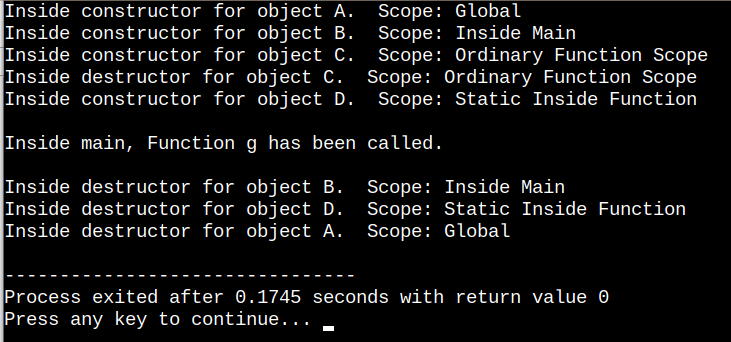 Inside constructor for object A.  Scope: Global
Inside constructor for object B.  Scope: Inside Main
Inside constructor for object C.  Scope: Ordinary Function Scope
Inside destructor for object C.  Scope: Ordinary Function Scope
Inside constructor for object D.  Scope: Static Inside Function
Inside main, Function g has been called.
Inside destructor for object B.  Scope: Inside Main
Inside destructor for object D.  Scope: Static Inside Function
Inside destructor for object A.  Scope: Global
--------------------------------
Process exited after 0.1745 seconds with return value 0
Press any key to continue...